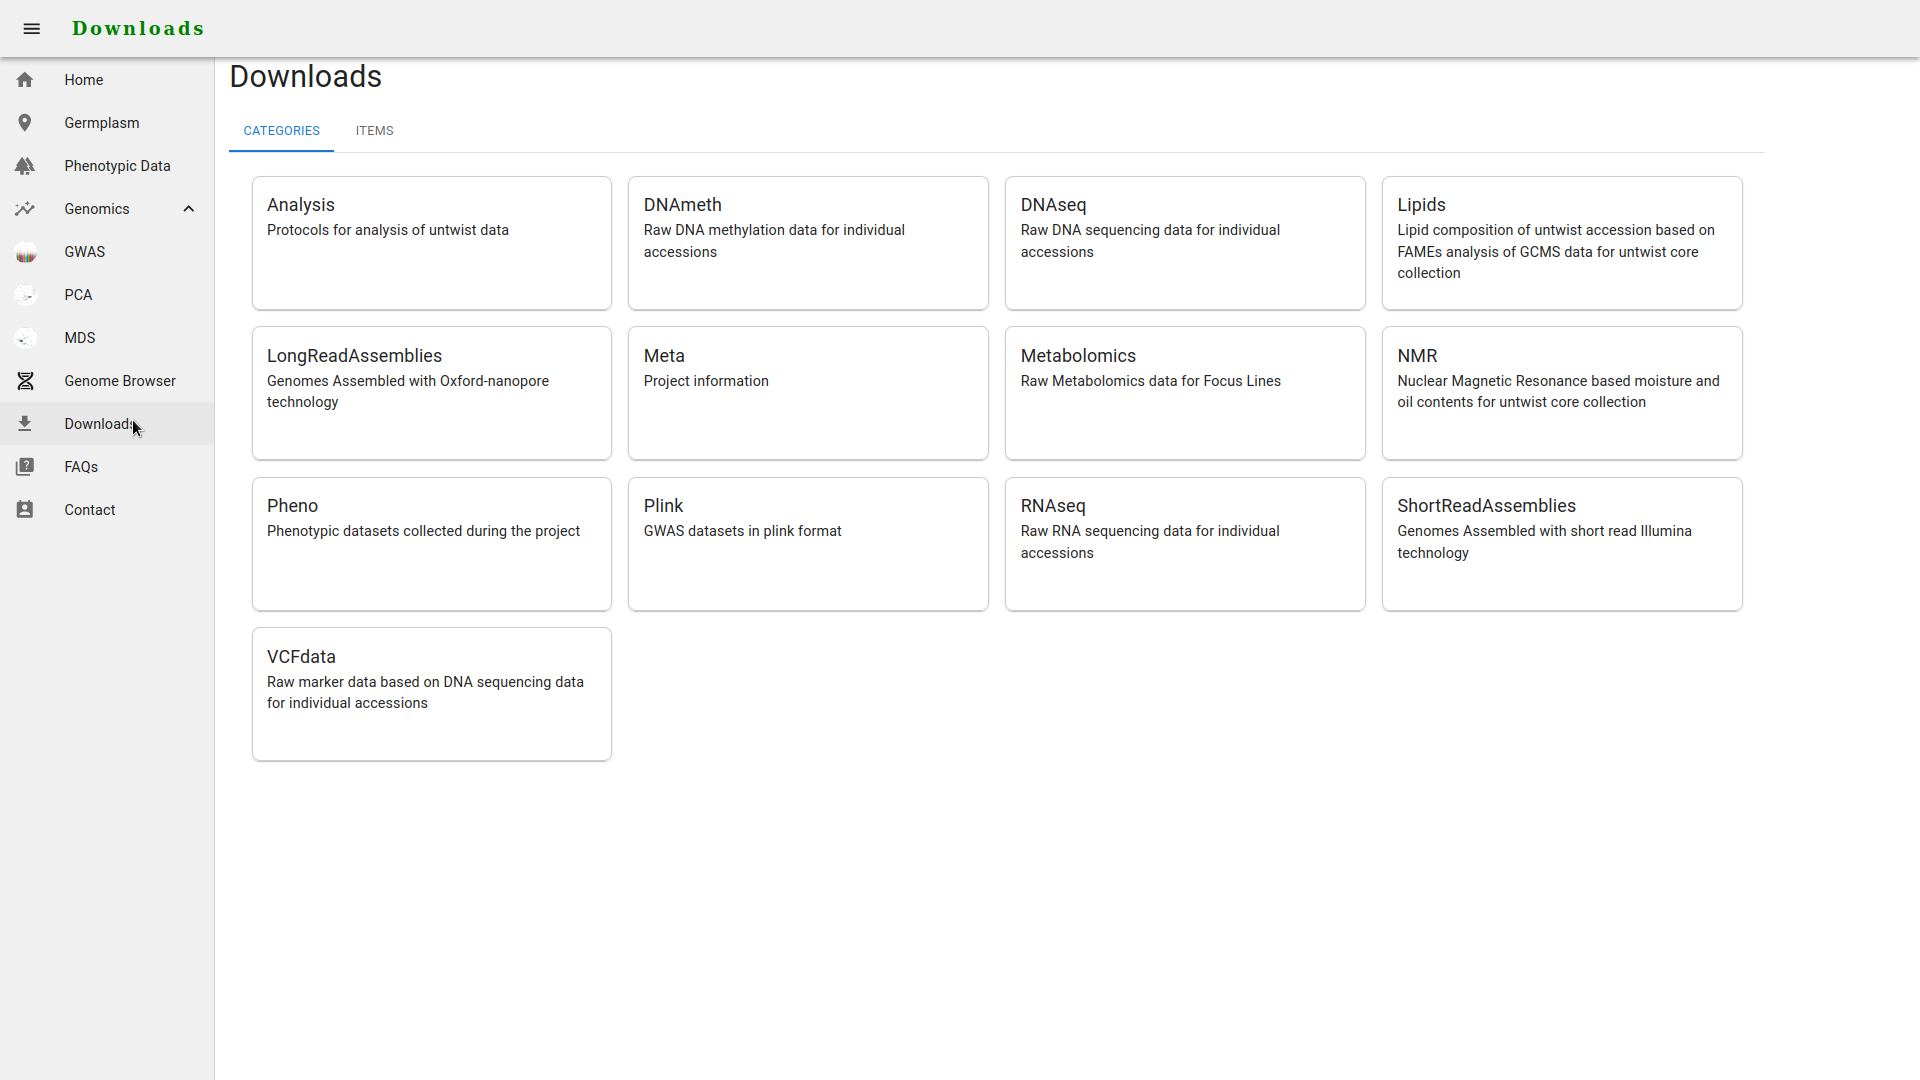 Downloads
Home
Germplasm
Phenotypic Data
Genomics
GWAS
PCA
MDS
Genome Browser
Downloads
FAQs
Contact
Downloads
CATEGORIES ITEMS
Analysis
Protocols for analysis of untwist data
DNAmeth
Raw DNA methylation data for individual
accessions
DNAseq
Raw DNA sequencing data for individual
accessions
Lipids
Lipid composition of untwist accession based on
FAMEs analysis of GCMS data for untwist core
collection
LongReadAssemblies
Genomes Assembled with Oxford-nanopore
technology
Meta
Project information
Metabolomics
Raw Metabolomics data for Focus Lines
NMR
Nuclear Magnetic Resonance based moisture and
oil contents for untwist core collection
Pheno
Phenotypic datasets collected during the project
Plink
GWAS datasets in plink format
RNAseq
Raw RNA sequencing data for individual
accessions
ShortReadAssemblies
Genomes Assembled with short read Illumina
technology
VCFdata
Raw marker data based on DNA sequencing data
for individual accessions